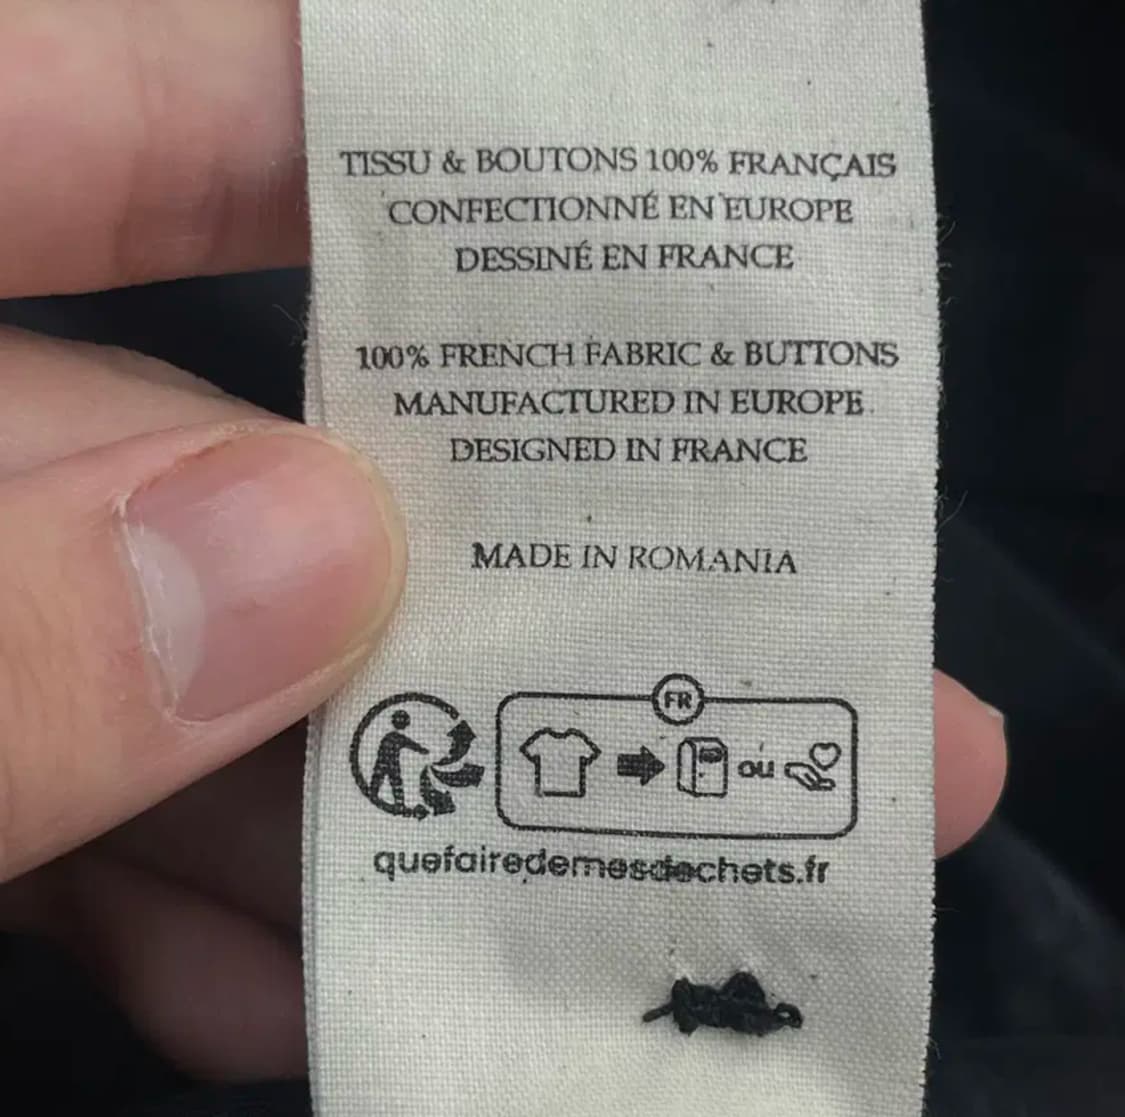 TISSU & BOUTONS 100% FRANÇAIS
CONFECTIONNÉ EN EUROPE
DESSINÉ EN FRANCE
100% FRENCH FABRIC & BUTTONS
MANUFACTURED IN EUROPE
DESIGNED IN FRANCE
MADE IN ROMANIA
FR
ou
quefairedemesdechets.fr